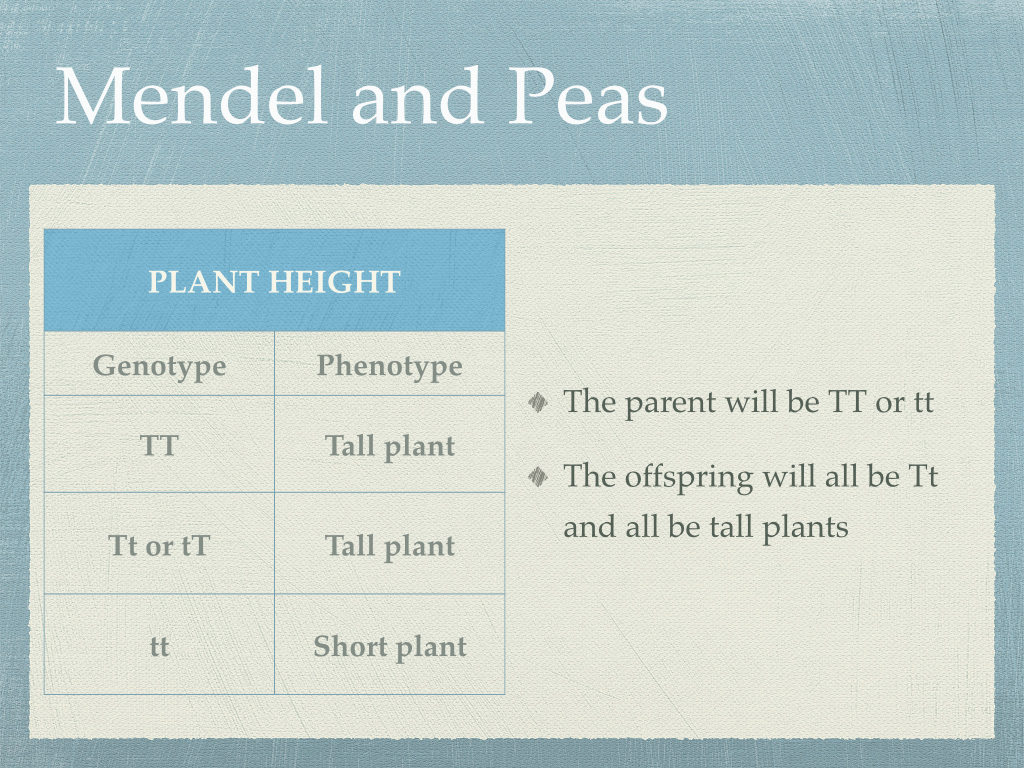 Mendel and Peas
PLANT HEIGHT
Genotype Phenotype
TT Tall plant
Tt or tT Tall plant
tt Short plant
The parent will be TT or tt
The offspring will all be Tt
and all be tall plants